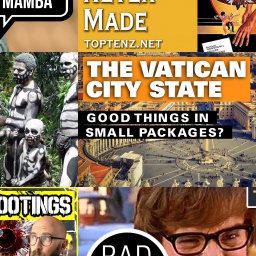 MAMBA
MADE
TOPTENZ.NET
THE VATICAN
CITY STATE
GOOD THINGS IN
SMALL PACKAGES?
OOTINGS
BAD